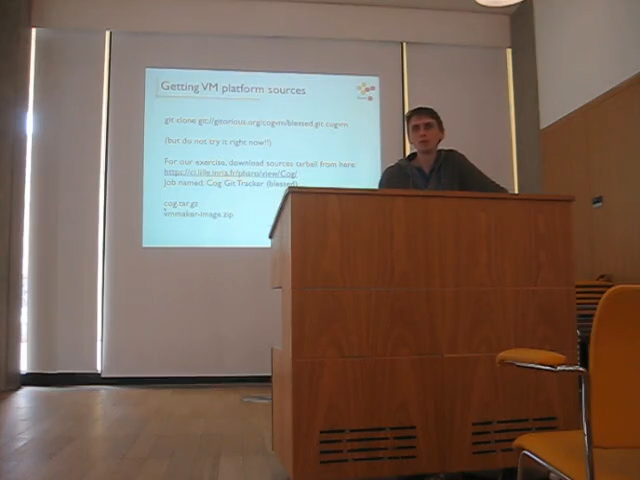 Getting VM platform sources
git clone git://gitorious.org/cogvm/blessed.git cogvm
(but do not try it right now!!)
For our exercise, download sources tarball from here:
https://ci.lille.inria.fr/pharo/view/Cog/
Job named: Cog Git Tracker (blessed)
cog.tar.gz
vmmaker-image.zip